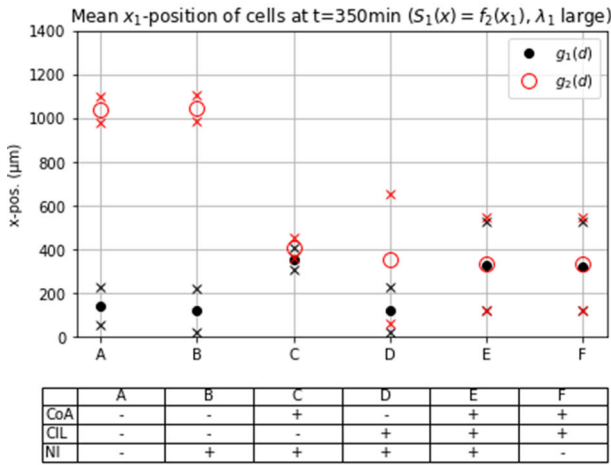 Mean x₁-position of cells at t=350min (S₁(x) = f₂(x₁), λ₁ large)
1400
1200
1000
800
600
400
200
0
x-pos. (μm)
g₁(d)
g₂(d)
A B C D E F
A B C D E F
CoA - - + - + +
CIL - - - + + +
NI - + + + + -